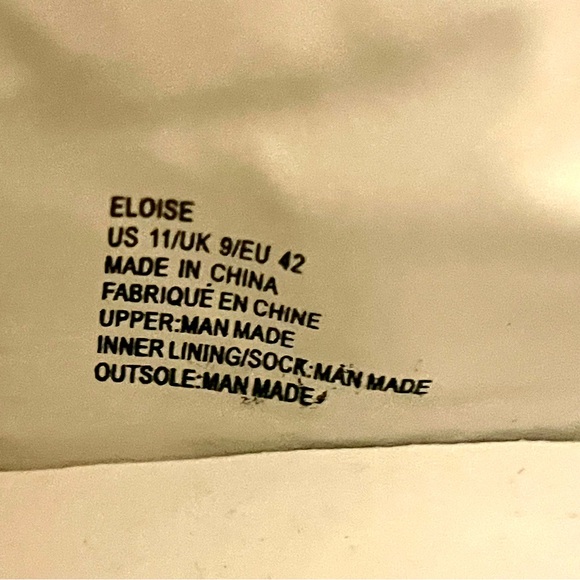 ELOISE
US 11/UK 9/EU 42
MADE IN CHINA
FABRIQUÉ EN CHINE
UPPER:MAN MADE
INNER LINING/SOCK:MAN MADE
OUTSOLE:MAN MADE